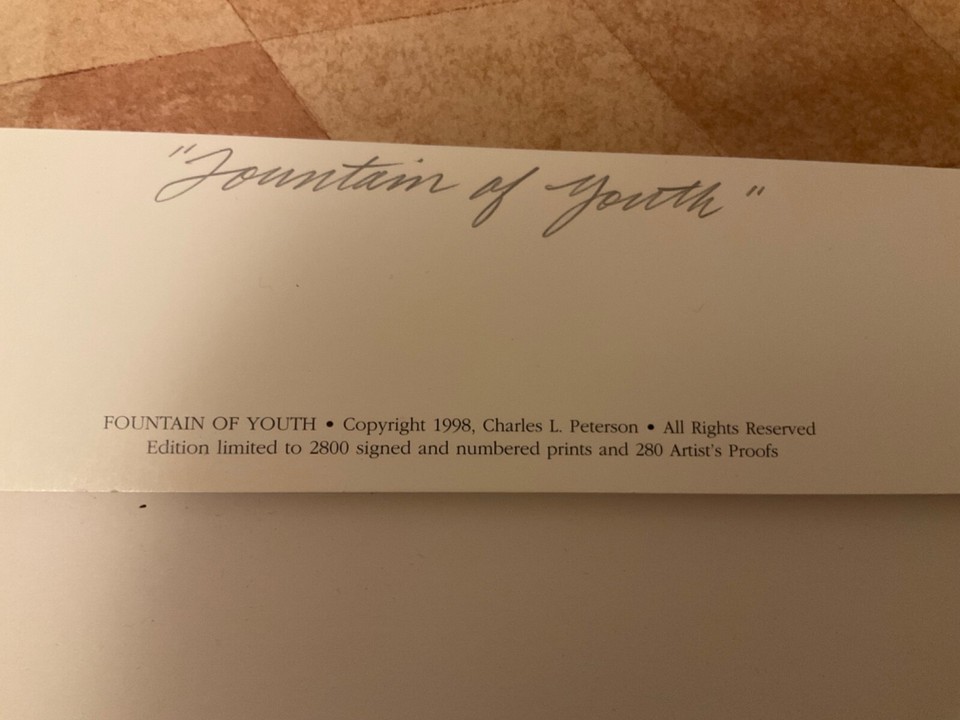 "Fountain of Youth"
FOUNTAIN OF YOUTH • Copyright 1998, Charles L. Peterson • All Rights Reserved
Edition limited to 2800 signed and numbered prints and 280 Artist's Proofs